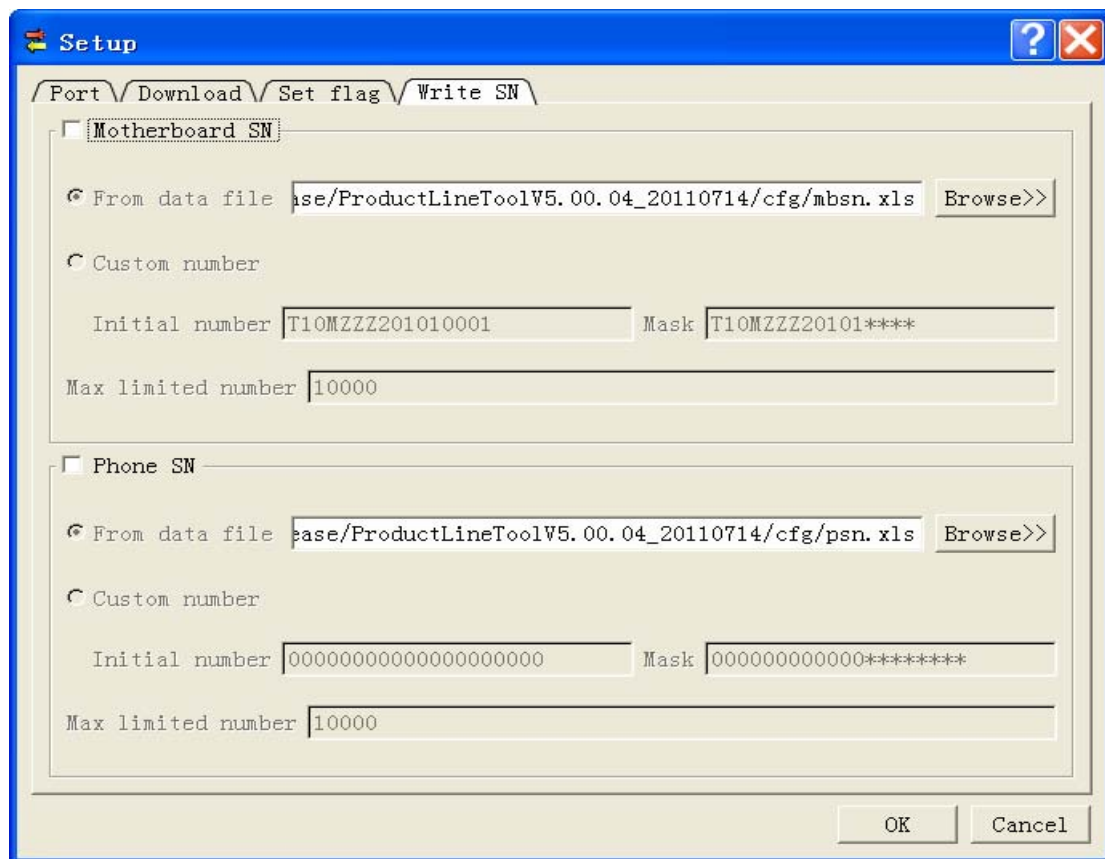 Setup
Port Download Set flag Write SN
Motherboard SN
From data file ase/ProductLineToolV5.00.04_20110714/cfg/mbsn.xls Browse>>
Custom number
Initial number T10MZZZ201010001 Mask T10MZZZ20101****
Max limited number 10000
Phone SN
From data file ease/ProductLineToolV5.00.04_20110714/cfg/psn.xls Browse>>
Custom number
Initial number 00000000000000000000 Mask 000000000000********
Max limited number 10000
OK Cancel